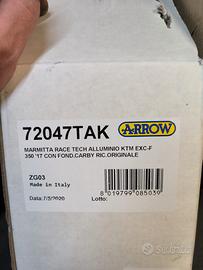 72047TAK
ARROW
MARMITTA RACE TECH ALLUMINIO KTM EXC-F
350 '17 CON FOND.CARBY RIC.ORIGINALE
ZG03
Made in Italy
Data:7/5/2020
Lotto:
8 019799 085039
subito